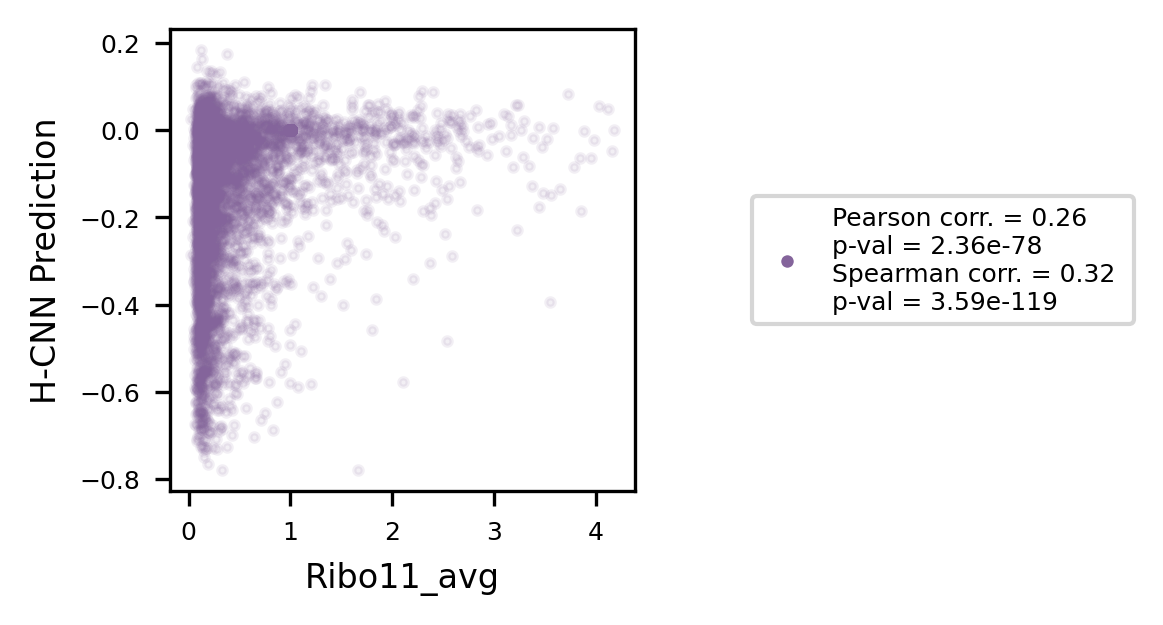 0.2
0.0
−0.2
−0.4
−0.6
−0.8
H-CNN Prediction
0
1
2
3
4
Ribo11_avg
Pearson corr. = 0.26
p-val = 2.36e-78
Spearman corr. = 0.32
p-val = 3.59e-119